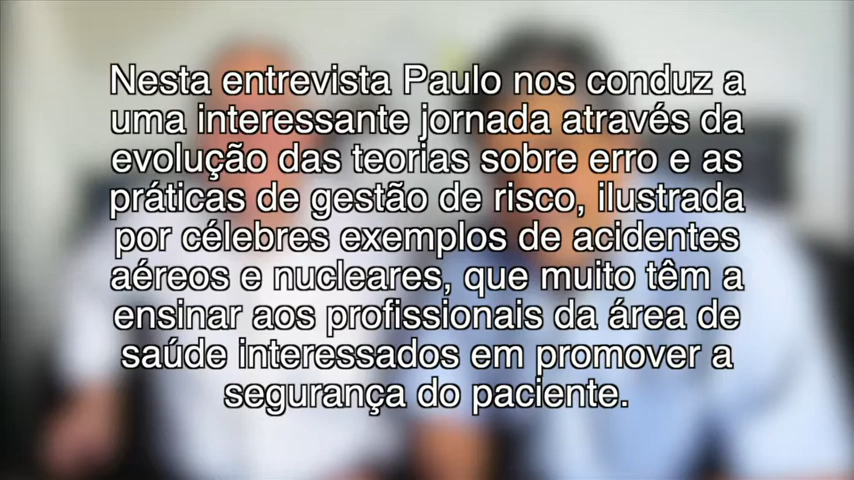 Nesta entrevista Paulo nos conduz a
uma interessante jornada através da
evolução das teorias sobre erro e as
práticas de gestão de risco, ilustrada
por célebres exemplos de acidentes
aéreos e nucleares, que muito têm a
ensinar aos profissionais da área de
saúde interessados em promover a
segurança do paciente.